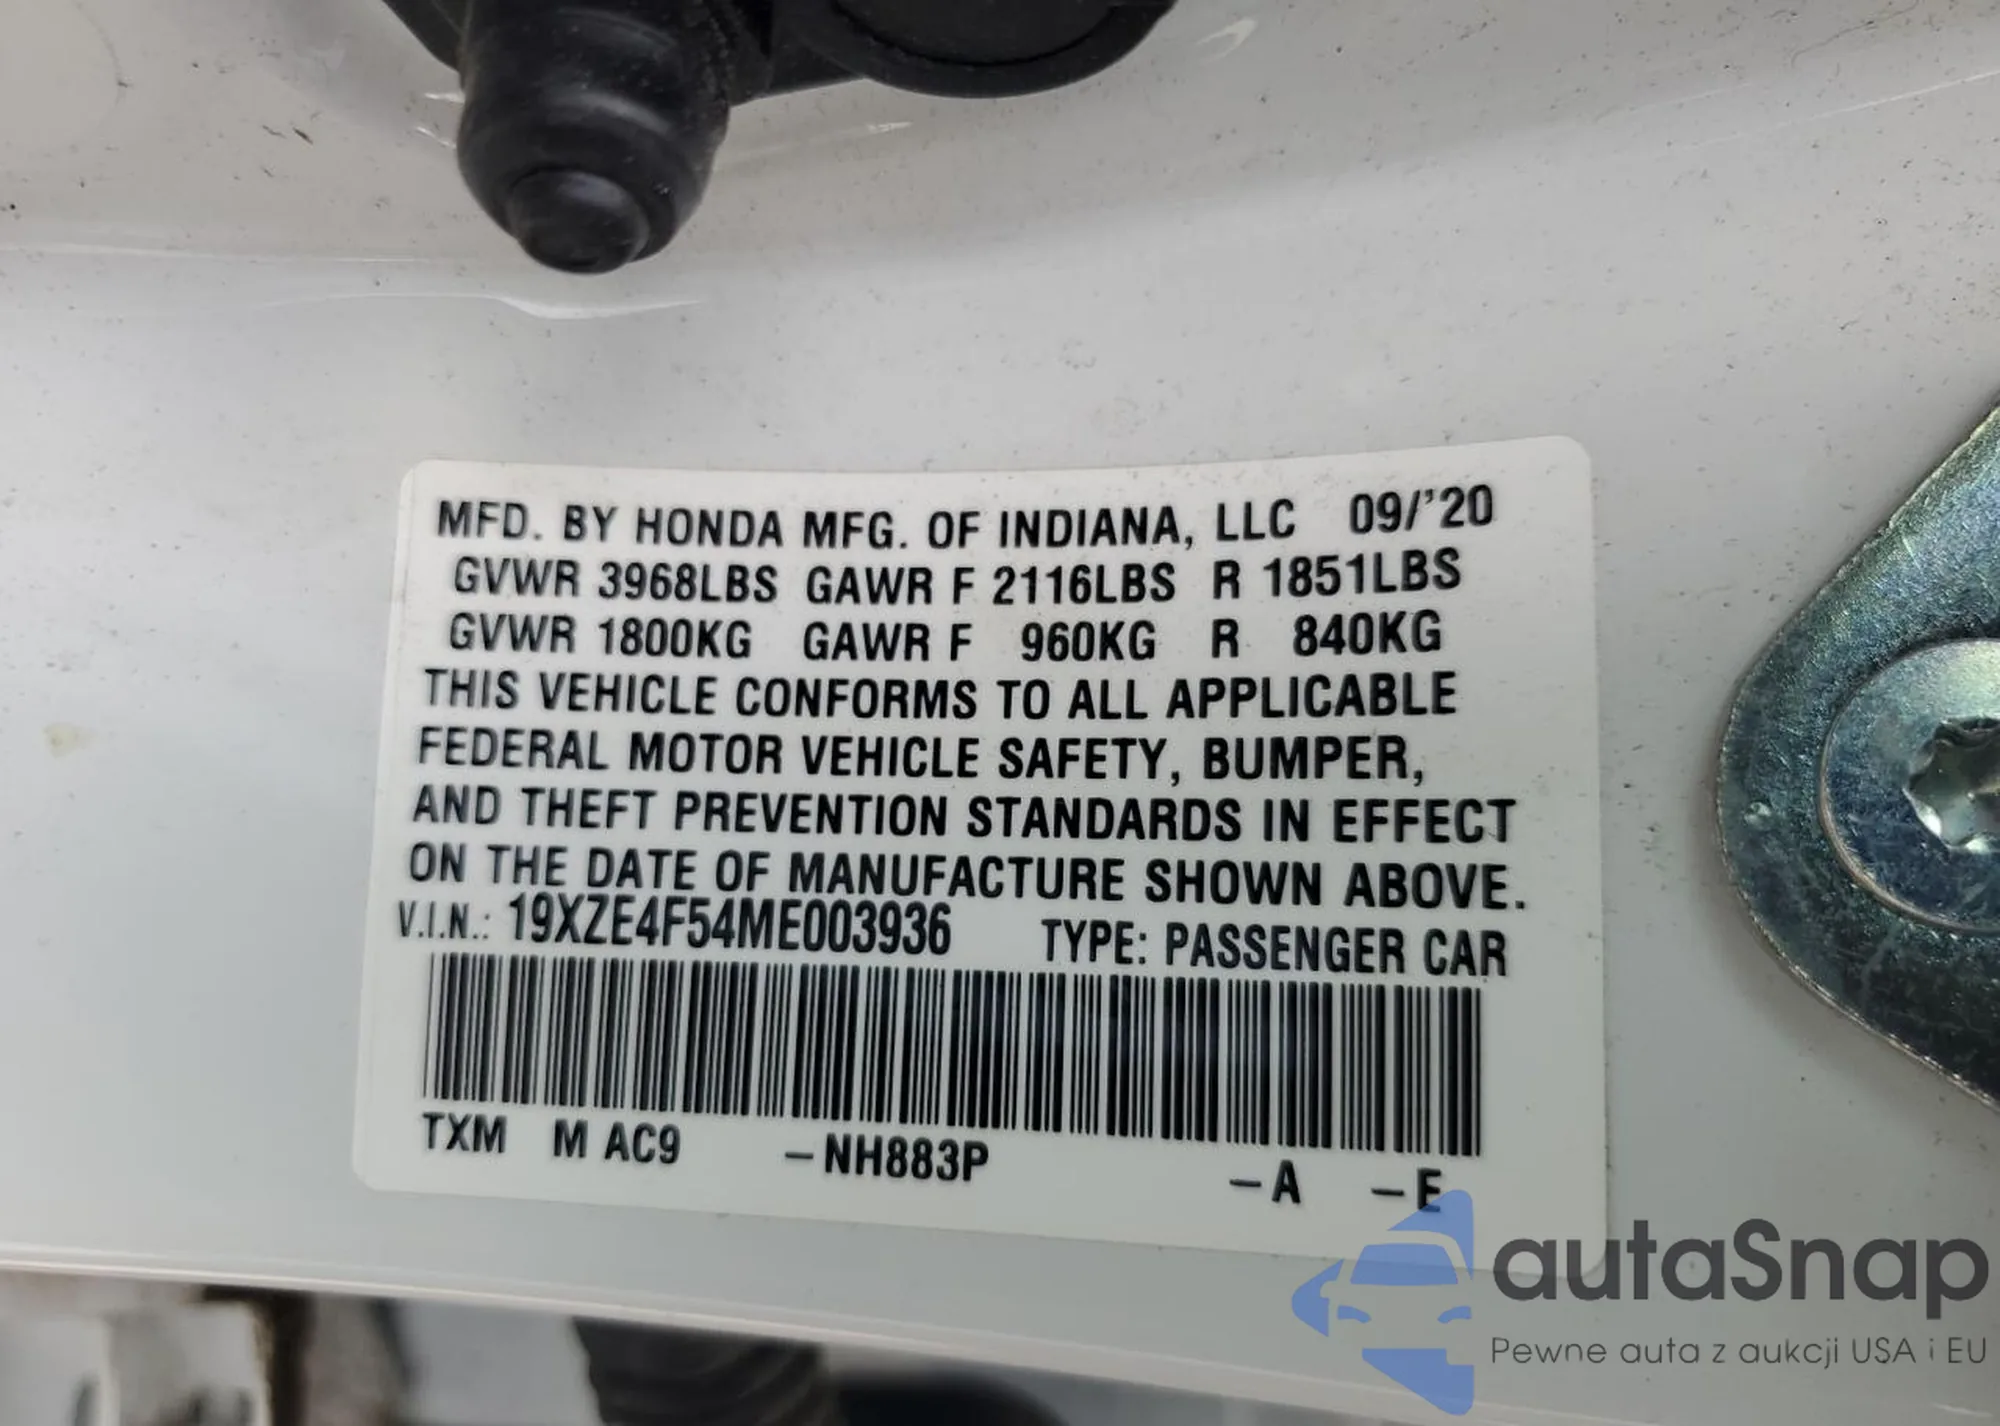 MFD. BY HONDA MFG. OF INDIANA, LLC 09/'20
GVWR 3968LBS GAWR F 2116LBS R 1851LBS
GVWR 1800KG GAWR F 960KG R 840KG
THIS VEHICLE CONFORMS TO ALL APPLICABLE
FEDERAL MOTOR VEHICLE SAFETY, BUMPER,
AND THEFT PREVENTION STANDARDS IN EFFECT
ON THE DATE OF MANUFACTURE SHOWN ABOVE.
V.I.N.: 19XZE4F54ME003936 TYPE: PASSENGER CAR
TXM M AC9 –NH883P –A –E
autaSnap
Pewne auta z aukcji USA i EU